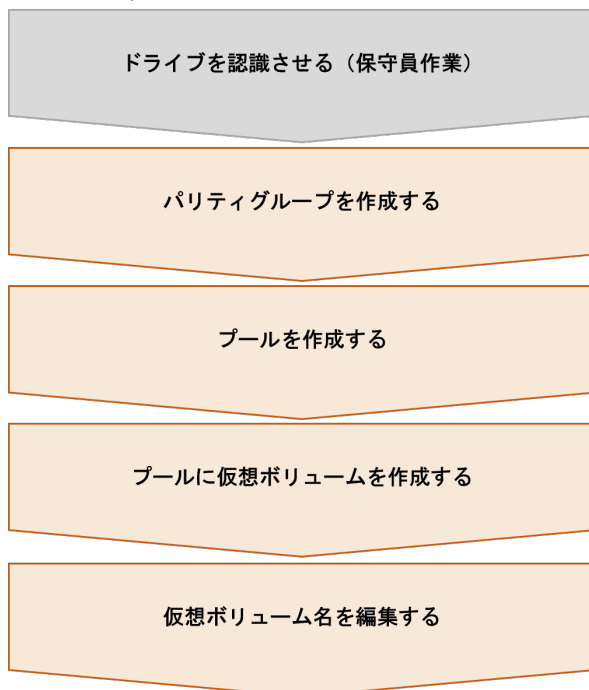 ドライブを認識させる（保守員作業）
パリティグループを作成する
プールを作成する
プールに仮想ボリュームを作成する
仮想ボリューム名を編集する